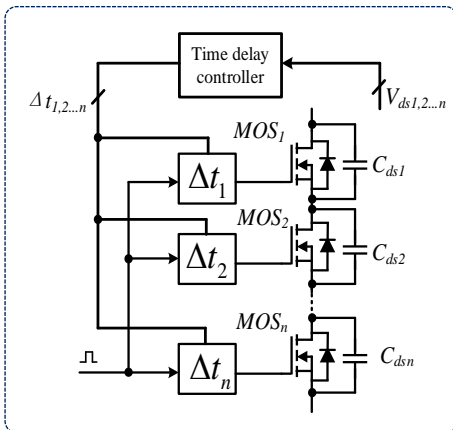 Time delay
controller
Δt1,2...n
Vds1,2...n
MOS1
Δt1
Cds1
MOS2
Δt2
Cds2
MOSn
Δtn
Cdsn